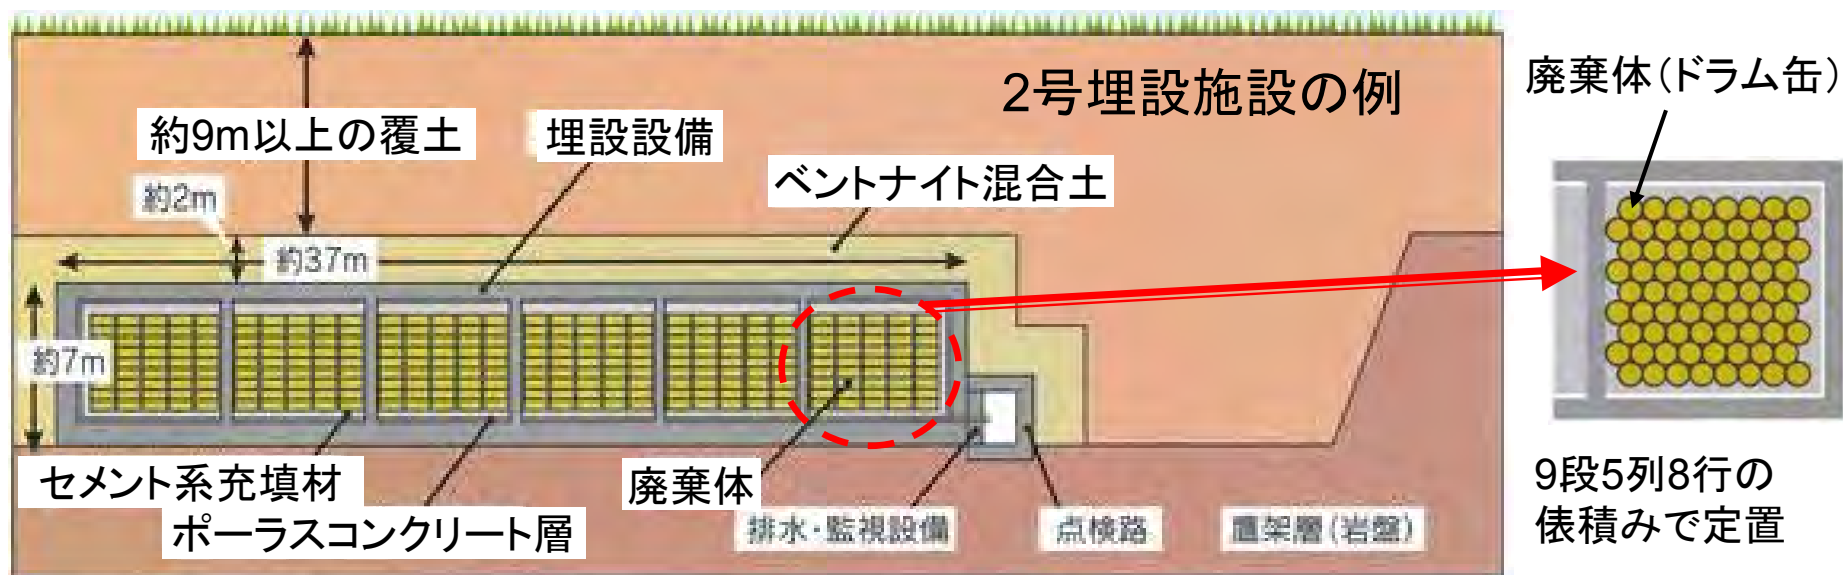 2号埋設施設の例
廃棄体（ドラム缶）
約9m以上の覆土
埋設設備
ベントナイト混合土
約2m
約37m
約7m
セメント系充填材
廃棄体
ポーラスコンクリート層
排水・監視設備
点検路
鷹架層（岩盤）
9段5列8行の
俵積みで定置